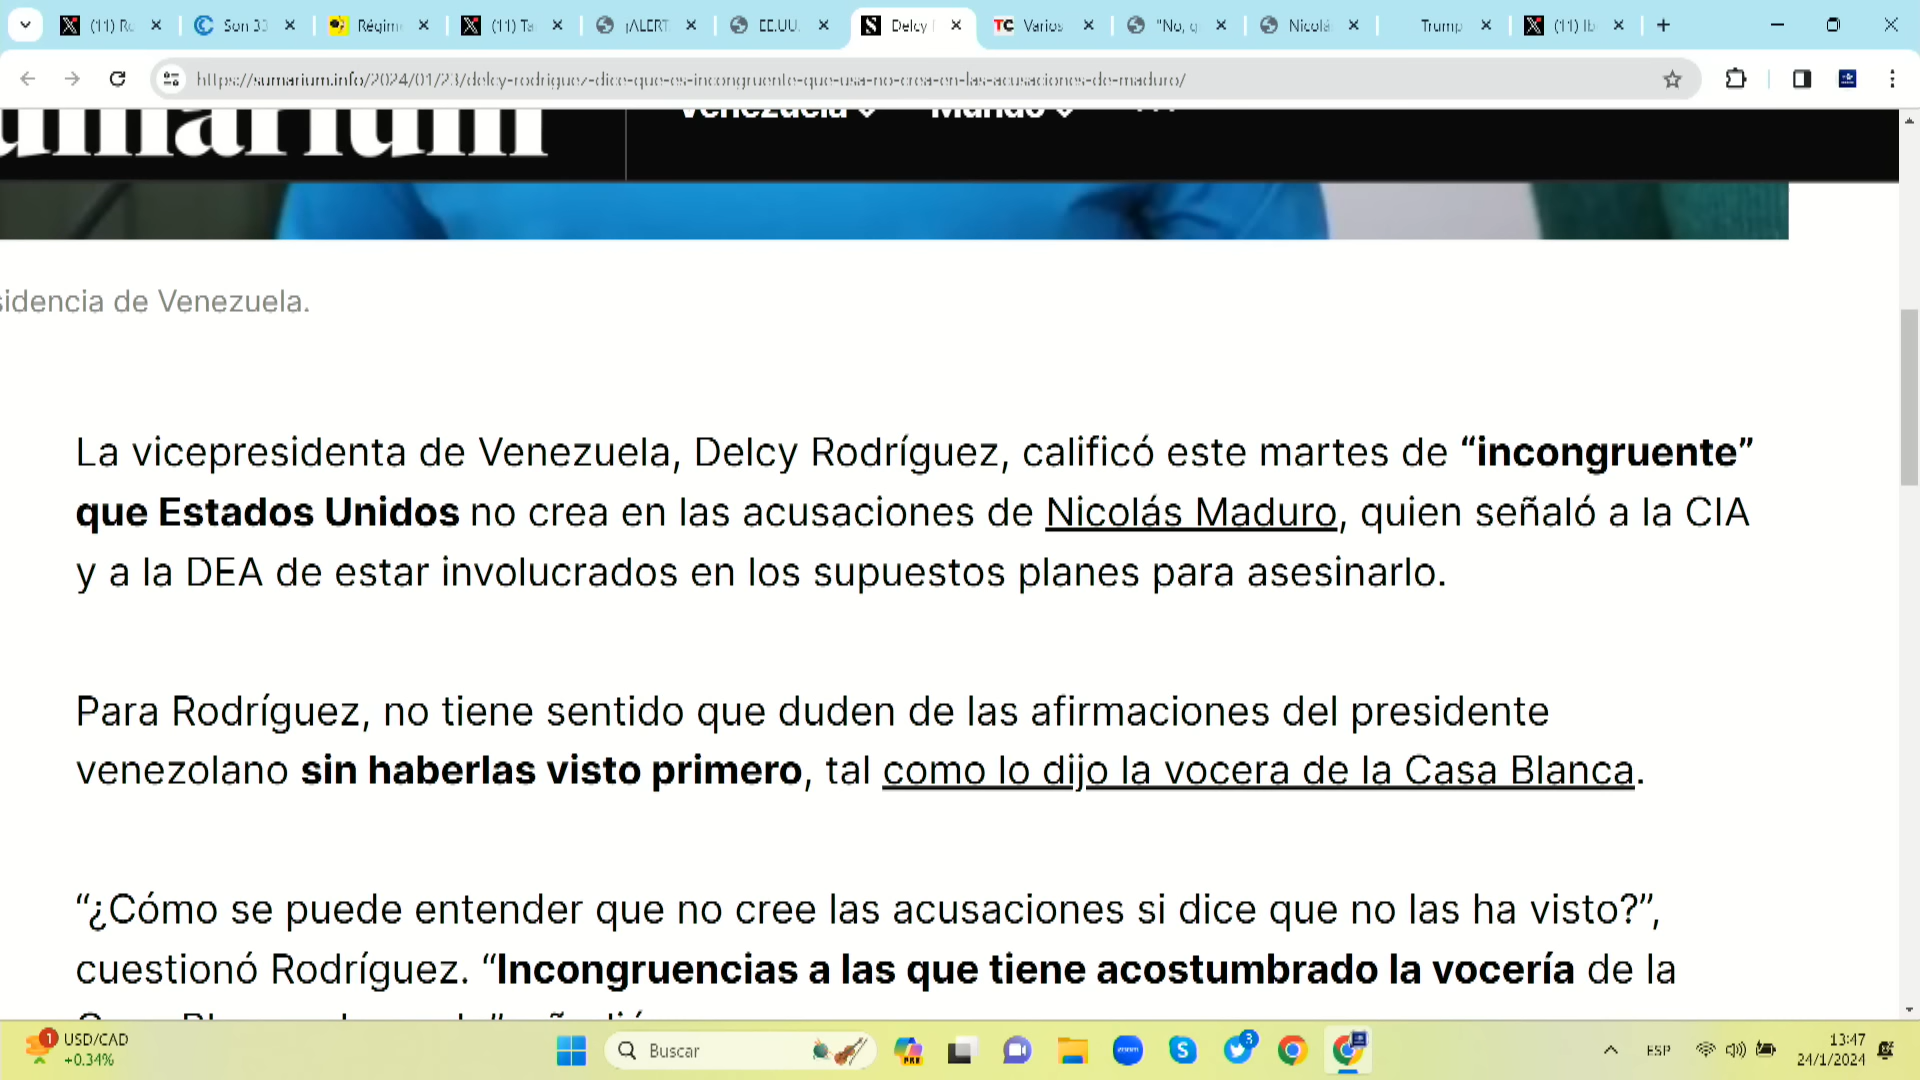 (11) Ro
Son 33
Régim
(11) Ta
¡ALERT
EE.UU.
Delcy
TC Varios
"No, q
Nicolá
Trump
(11) Ib
https://sumarium.info/2024/01/23/delcy-rodriguez-dice-que-es-incongruente-que-usa-no-crea-en-las-acusaciones-de-maduro/
umarium
Venezuela
Mundo
sidencia de Venezuela.
La vicepresidenta de Venezuela, Delcy Rodríguez, calificó este martes de “incongruente”
que Estados Unidos no crea en las acusaciones de Nicolás Maduro, quien señaló a la CIA
y a la DEA de estar involucrados en los supuestos planes para asesinarlo.
Para Rodríguez, no tiene sentido que duden de las afirmaciones del presidente
venezolano sin haberlas visto primero, tal como lo dijo la vocera de la Casa Blanca.
“¿Cómo se puede entender que no cree las acusaciones si dice que no las ha visto?”,
cuestionó Rodríguez. “Incongruencias a las que tiene acostumbrado la vocería de la
1
USD/CAD
+0.34%
Buscar
PRE
zoom
3
ESP
13:47
24/1/2024